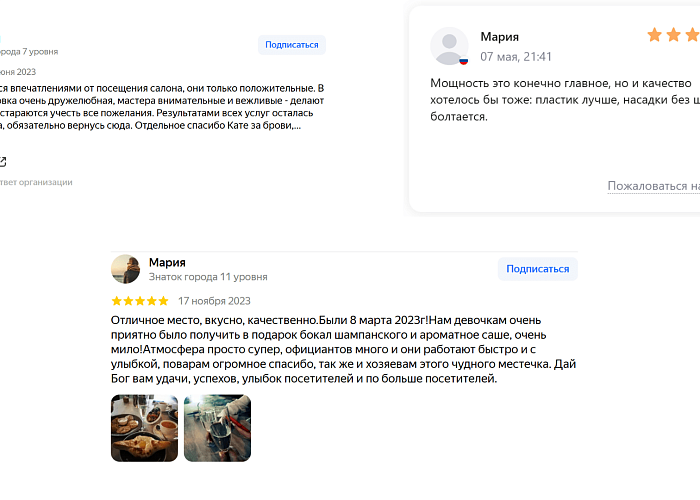 орода 7 уровня
Подписаться
юня 2023
ся впечатлениями от посещения салона, они только положительные. В
овка очень дружелюбная, мастера внимательные и вежливые - делают
стараются учесть все пожелания. Результатами всех услуг осталась
а, обязательно вернусь сюда. Отдельное спасибо Кате за брови,...
твет организации
Мария
07 мая, 21:41
Мощность это конечно главное, но и качество
хотелось бы тоже: пластик лучше, насадки без щ
болтается.
Пожаловаться на
Мария
Знаток города 11 уровня
Подписаться
17 ноября 2023
Отличное место, вкусно, качественно.Были 8 марта 2023г!Нам девочкам очень
приятно было получить в подарок бокал шампанского и ароматное саше, очень
мило!Атмосфера просто супер, официантов много и они работают быстро и с
улыбкой, поварам огромное спасибо, так же и хозяевам этого чудного местечка. Дай
Бог вам удачи, успехов, улыбок посетителей и по больше посетителей.